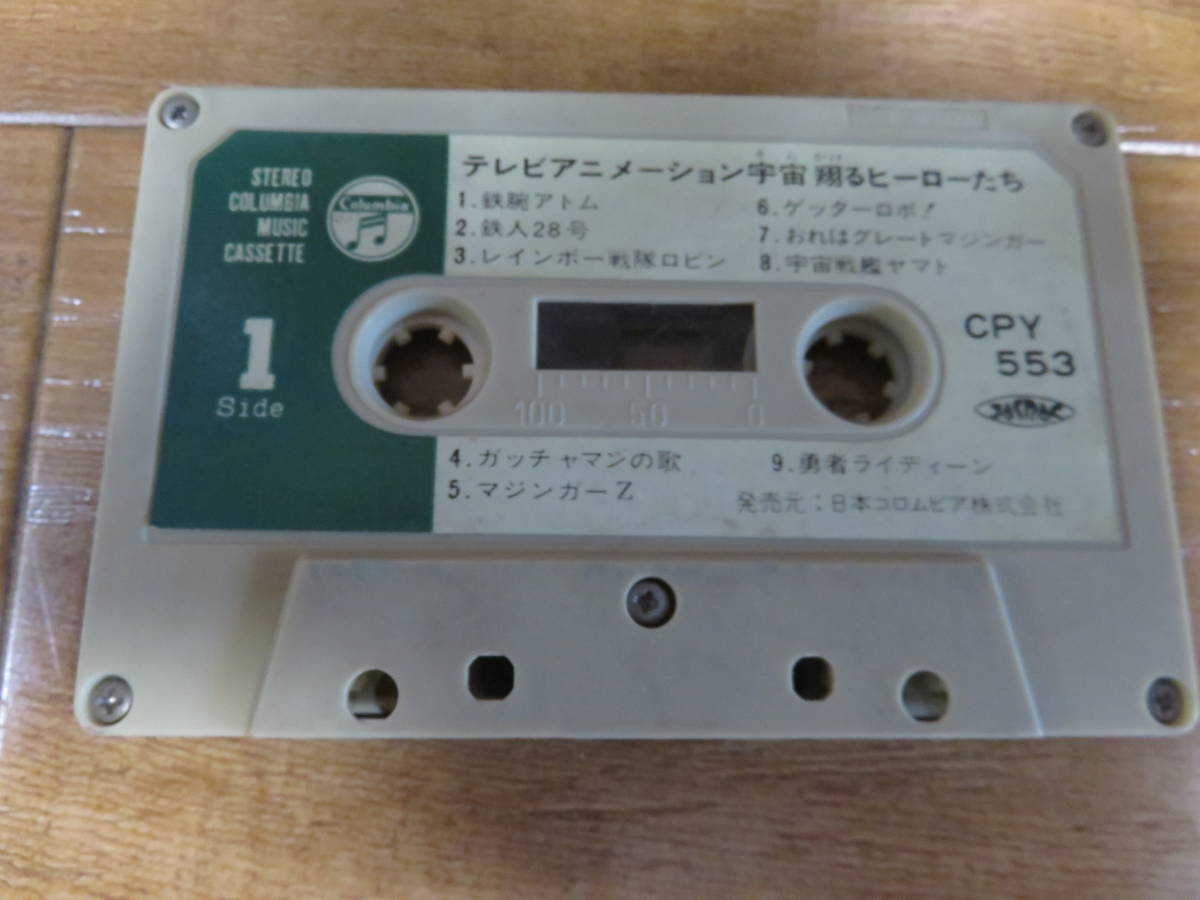 STEREO
COLUMBIA
MUSIC
CASSETTE
Columbia
1
Side
テレビアニメーション宇宙翔るヒーローたち
1. 鉄腕アトム
2. 鉄人28号
3. レインボー戦隊ロビン
4. ガッチャマンの歌
5. マジンガーZ
6. ゲッターロボ!
7. おれはグレートマジンガー
8. 宇宙戦艦ヤマト
9. 勇者ライディーン
CPY
553
100 50 0
発売元：日本コロムビア株式会社